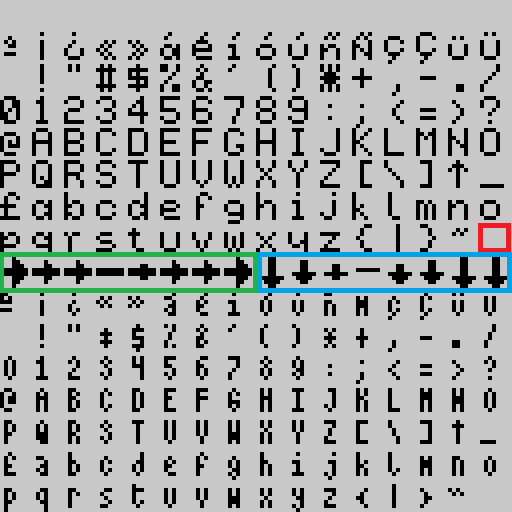 ª ¡ ¿ « » á é í ó ú ñ Ñ ç Ç ü Ü
! " # $ % & ´ ( ) * + , - . /
0 1 2 3 4 5 6 7 8 9 : ; < = > ?
@ A B C D E F G H I J K L M N O
P Q R S T U V W X Y Z [ \ ] ↑ _
£ a b c d e f g h i j k l m n o
p q r s t u v w x y z { | } ~
ª ¡ ¿ « » á é í ó ú ñ Ñ ç Ç ü Ü
! " # $ % & ´ ( ) * + , - . /
0 1 2 3 4 5 6 7 8 9 : ; < = > ?
@ A B C D E F G H I J K L M N O
P Q R S T U V W X Y Z [ \ ] ↑ _
£ a b c d e f g h i j k l m n o
p q r s t u v w x y z { | } ~